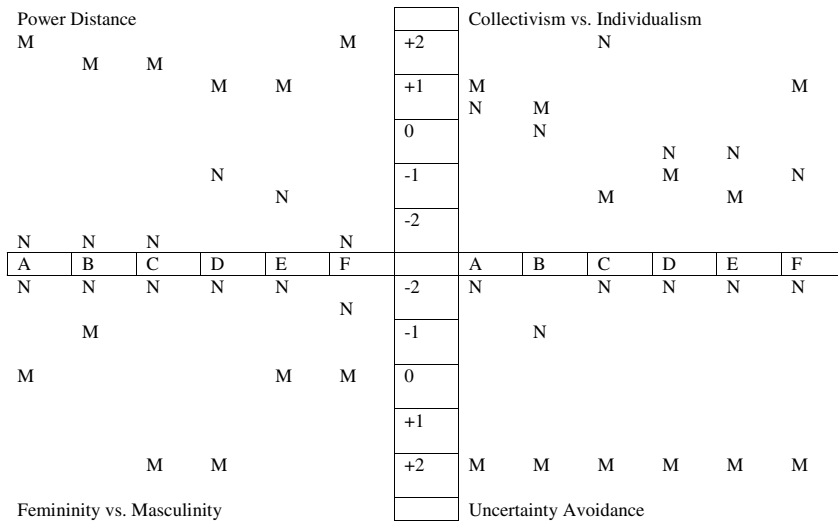 Power Distance Collectivism vs. Individualism
M M +2 N
M M
M M +1 M M
N M
0 N
N N
N -1 M N
N M M
-2
N N N N
A B C D E F A B C D E F
N N N N N -2 N N N N N
N
M -1 N
M M M 0
+1
M M +2 M M M M M M
Femininity vs. Masculinity Uncertainty Avoidance